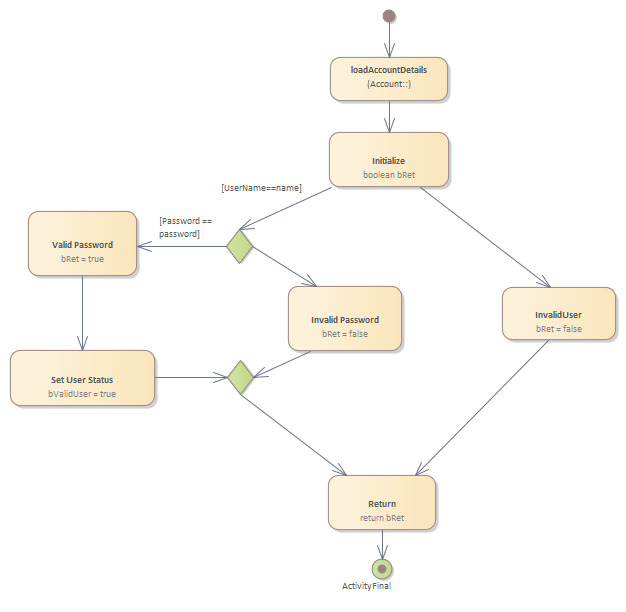 loadAccountDetails
(Account::)
Initialize
boolean bRet
[UserName==name]
[Password ==
password]
Valid Password
bRet = true
Invalid Password
bRet = false
InvalidUser
bRet = false
Set User Status
bValidUser = true
Return
return bRet
ActivityFinal